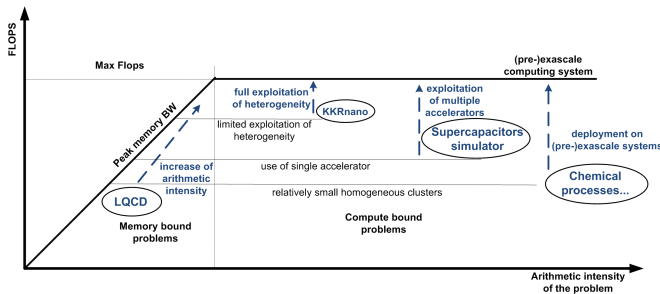 FLOPS
Max Flops
(pre-)exascale
computing system
Peak memory BW
full exploitation
of heterogeneity
KKRnano
exploitation
of multiple
accelerators
limited exploitation of
heterogeneity
Supercapacitors
simulator
deployment on
(pre-)exascale systems
increase of
arithmetic
intensity
use of single accelerator
Chemical
processes...
relatively small homogeneous clusters
LQCD
Memory bound
problems
Compute bound
problems
Arithmetic intensity
of the problem